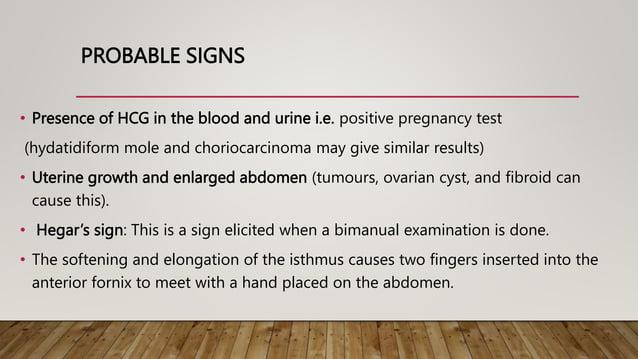 PROBABLE SIGNS
• Presence of HCG in the blood and urine i.e. positive pregnancy test
(hydatidiform mole and choriocarcinoma may give similar results)
• Uterine growth and enlarged abdomen (tumours, ovarian cyst, and fibroid can
cause this).
• Hegar's sign: This is a sign elicited when a bimanual examination is done.
• The softening and elongation of the isthmus causes two fingers inserted into the
anterior fornix to meet with a hand placed on the abdomen.